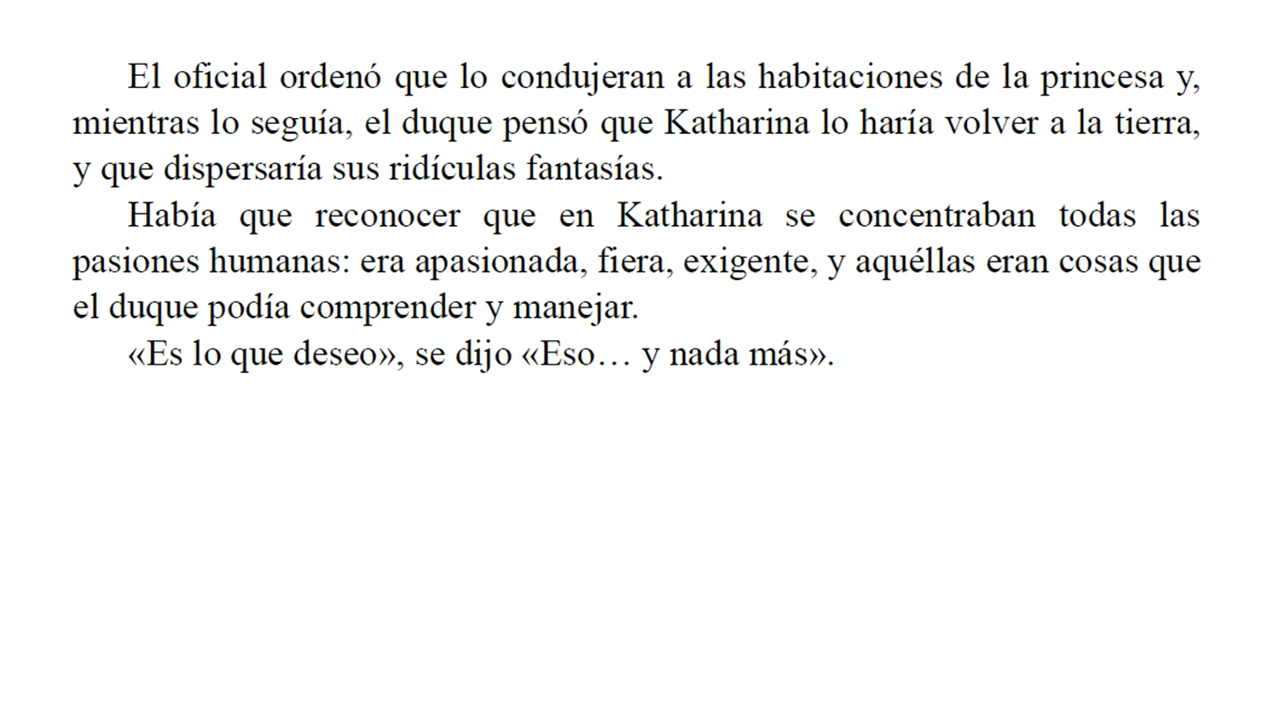 El oficial ordenó que lo condujeran a las habitaciones de la princesa y,
mientras lo seguía, el duque pensó que Katharina lo haría volver a la tierra,
y que dispersaría sus ridículas fantasías.
Había que reconocer que en Katharina se concentraban todas las
pasiones humanas: era apasionada, fiera, exigente, y aquéllas eran cosas que
el duque podía comprender y manejar.
«Es lo que deseo», se dijo «Eso… y nada más».